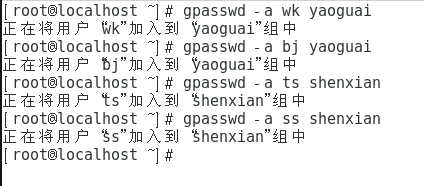 [root@localhost ~]# gpasswd -a wk yaoguai
正在将用户“wk”加入到“yaoguai”组中
[root@localhost ~]# gpasswd -a bj yaoguai
正在将用户“bj”加入到“yaoguai”组中
[root@localhost ~]# gpasswd -a ts shenxian
正在将用户“ts”加入到“shenxian”组中
[root@localhost ~]# gpasswd -a ss shenxian
正在将用户“ss”加入到“shenxian”组中
[root@localhost ~]#